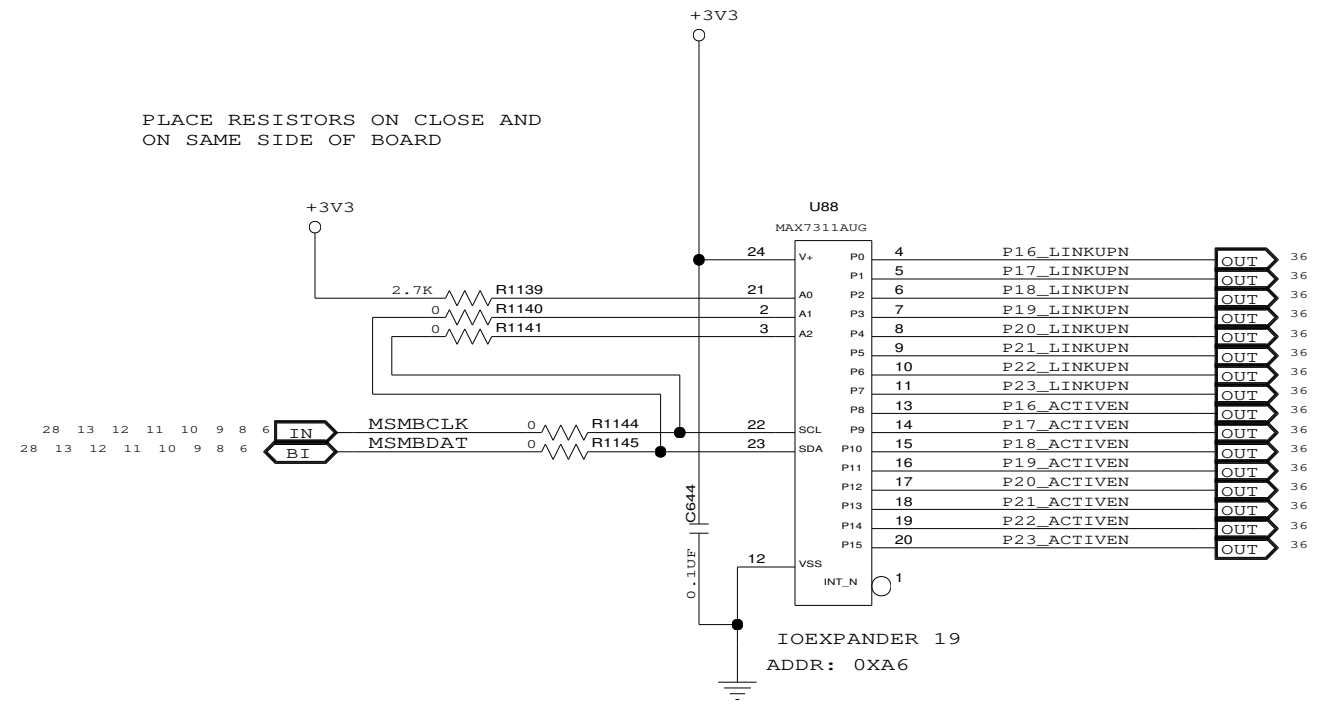 +3V3
PLACE RESISTORS ON CLOSE AND
ON SAME SIDE OF BOARD
+3V3
U88
MAX7311AUG
24 V+ P0 4 P16_LINKUPN OUT 36
P1 5 P17_LINKUPN OUT 36
2.7K R1139 21 A0 P2 6 P18_LINKUPN OUT 36
0 R1140 2 A1 P3 7 P19_LINKUPN OUT 36
0 R1141 3 A2 P4 8 P20_LINKUPN OUT 36
P5 9 P21_LINKUPN OUT 36
P6 10 P22_LINKUPN OUT 36
P7 11 P23_LINKUPN OUT 36
P8 13 P16_ACTIVEN OUT 36
28 13 12 11 10 9 8 6 IN MSMBCLK 0 R1144 22 SCL P9 14 P17_ACTIVEN OUT 36
28 13 12 11 10 9 8 6 BI MSMBDAT 0 R1145 23 SDA P10 15 P18_ACTIVEN OUT 36
P11 16 P19_ACTIVEN OUT 36
P12 17 P20_ACTIVEN OUT 36
C644 P13 18 P21_ACTIVEN OUT 36
P14 19 P22_ACTIVEN OUT 36
P15 20 P23_ACTIVEN OUT 36
0.1UF 12 VSS
INT_N 1
IOEXPANDER 19
ADDR: 0XA6